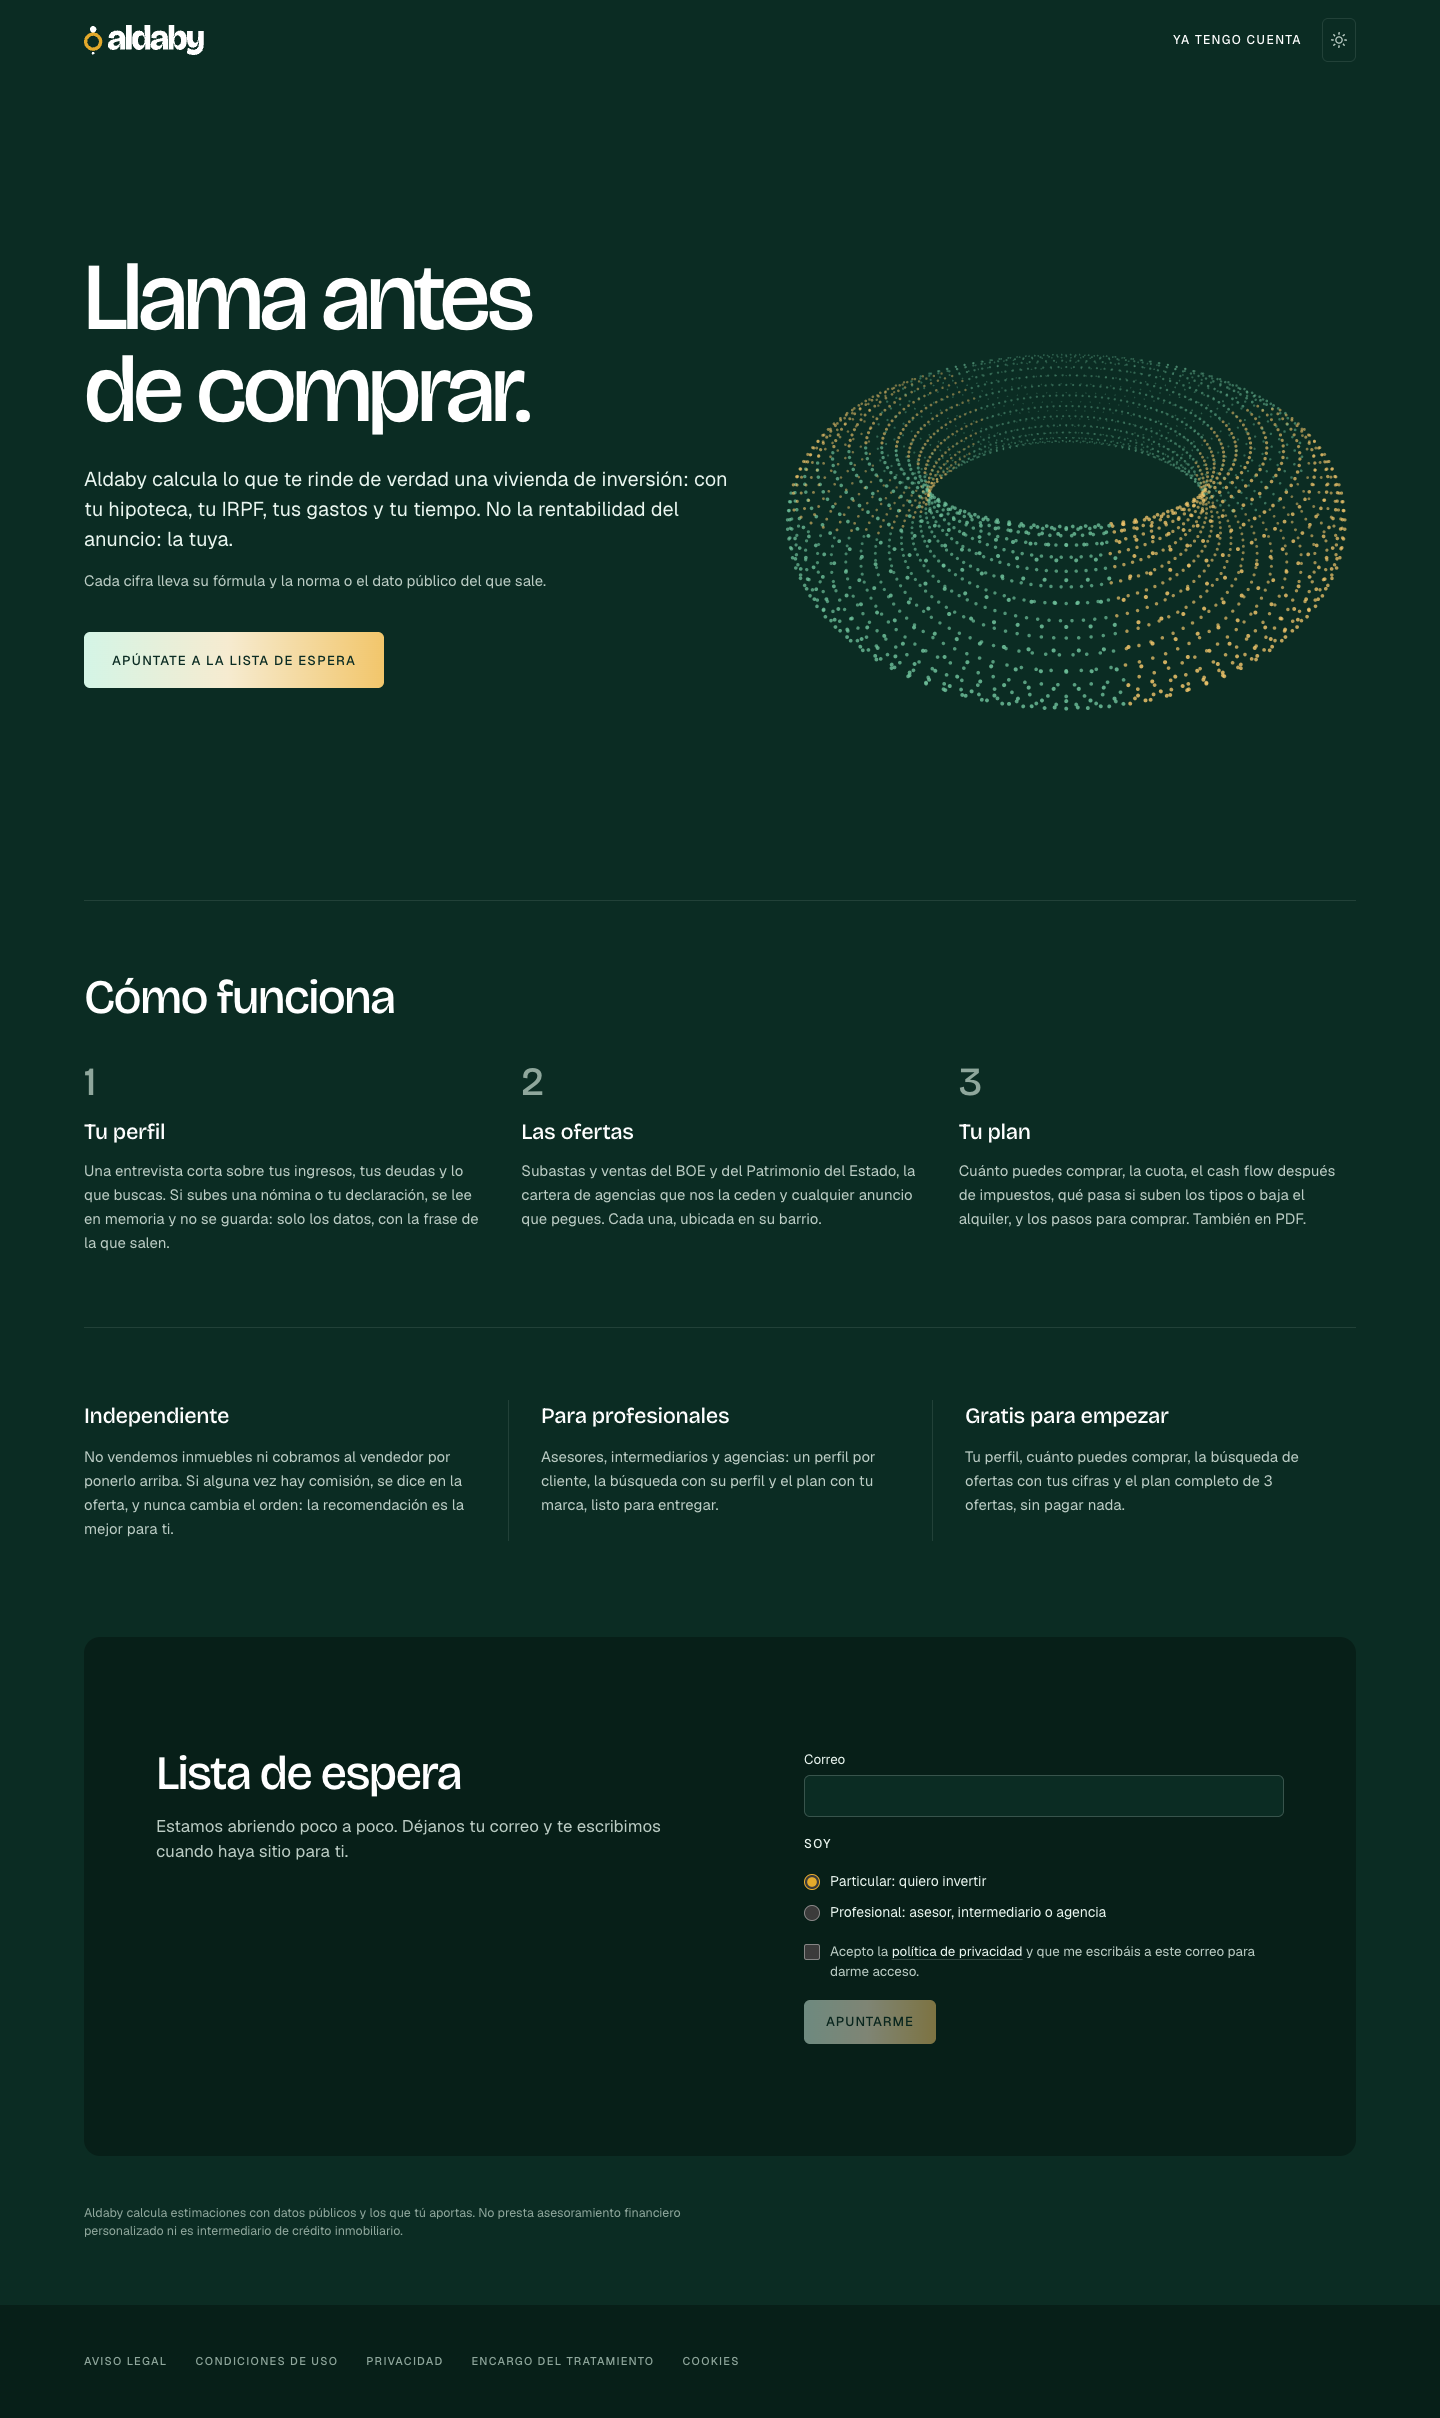 aldaby
YA TENGO CUENTA
Llama antes
de comprar.
Aldaby calcula lo que te rinde de verdad una vivienda de inversión: con
tu hipoteca, tu IRPF, tus gastos y tu tiempo. No la rentabilidad del
anuncio: la tuya.
Cada cifra lleva su fórmula y la norma o el dato público del que sale.
APÚNTATE A LA LISTA DE ESPERA
Cómo funciona
1
Tu perfil
Una entrevista corta sobre tus ingresos, tus deudas y lo
que buscas. Si subes una nómina o tu declaración, se lee
en memoria y no se guarda: solo los datos, con la frase de
la que salen.
2
Las ofertas
Subastas y ventas del BOE y del Patrimonio del Estado, la
cartera de agencias que nos la ceden y cualquier anuncio
que pegues. Cada una, ubicada en su barrio.
3
Tu plan
Cuánto puedes comprar, la cuota, el cash flow después
de impuestos, qué pasa si suben los tipos o baja el
alquiler, y los pasos para comprar. También en PDF.
Independiente
No vendemos inmuebles ni cobramos al vendedor por
ponerlo arriba. Si alguna vez hay comisión, se dice en la
oferta, y nunca cambia el orden: la recomendación es la
mejor para ti.
Para profesionales
Asesores, intermediarios y agencias: un perfil por
cliente, la búsqueda con su perfil y el plan con tu
marca, listo para entregar.
Gratis para empezar
Tu perfil, cuánto puedes comprar, la búsqueda de
ofertas con tus cifras y el plan completo de 3
ofertas, sin pagar nada.
Lista de espera
Estamos abriendo poco a poco. Déjanos tu correo y te escribimos
cuando haya sitio para ti.
Correo
SOY
Particular: quiero invertir
Profesional: asesor, intermediario o agencia
Acepto la política de privacidad y que me escribáis a este correo para
darme acceso.
APUNTARME
Aldaby calcula estimaciones con datos públicos y los que tú aportas. No presta asesoramiento financiero
personalizado ni es intermediario de crédito inmobiliario.
AVISO LEGAL CONDICIONES DE USO PRIVACIDAD ENCARGO DEL TRATAMIENTO COOKIES